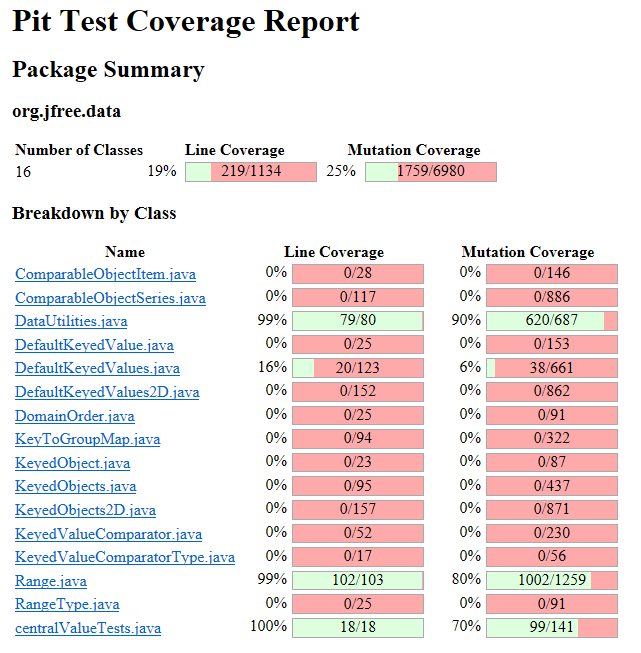 Pit Test Coverage Report
Package Summary
org.jfree.data
Number of Classes Line Coverage Mutation Coverage
16 19% 219/1134 25% 1759/6980
Breakdown by Class
Name Line Coverage Mutation Coverage
ComparableObjectItem.java 0% 0/28 0% 0/146
ComparableObjectSeries.java 0% 0/117 0% 0/886
DataUtilities.java 99% 79/80 90% 620/687
DefaultKeyedValue.java 0% 0/25 0% 0/153
DefaultKeyedValues.java 16% 20/123 6% 38/661
DefaultKeyedValues2D.java 0% 0/152 0% 0/862
DomainOrder.java 0% 0/25 0% 0/91
KeyToGroupMap.java 0% 0/94 0% 0/322
KeyedObject.java 0% 0/23 0% 0/87
KeyedObjects.java 0% 0/95 0% 0/437
KeyedObjects2D.java 0% 0/157 0% 0/871
KeyedValueComparator.java 0% 0/52 0% 0/230
KeyedValueComparatorType.java 0% 0/17 0% 0/56
Range.java 99% 102/103 80% 1002/1259
RangeType.java 0% 0/25 0% 0/91
centralValueTests.java 100% 18/18 70% 99/141